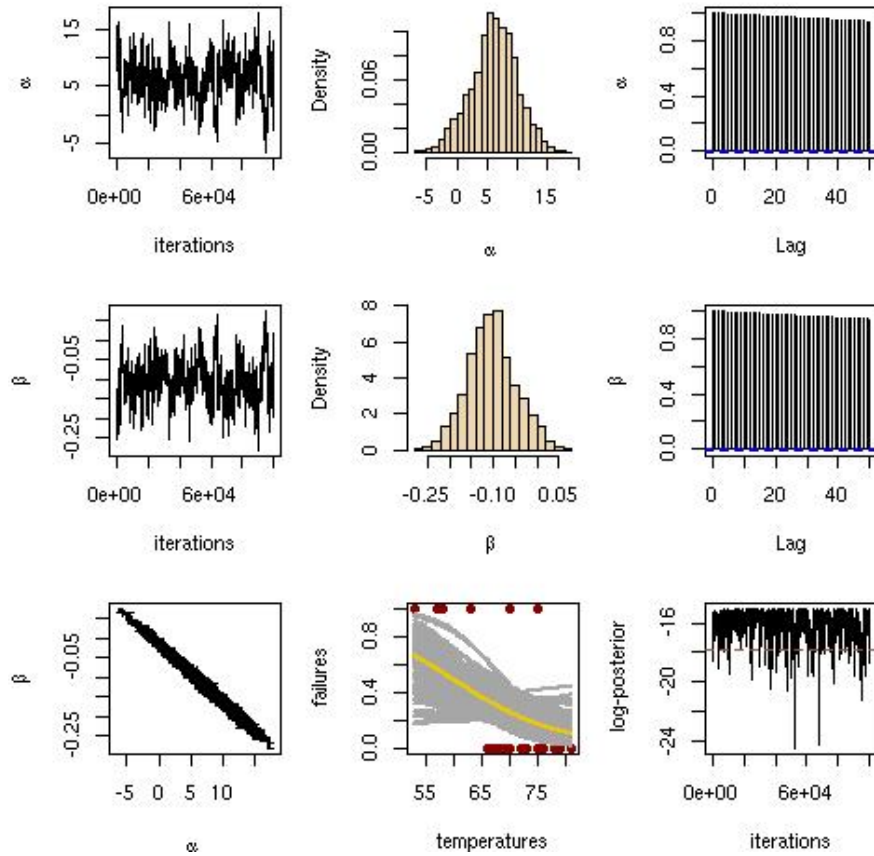 α
15
5
-5
0e+00 6e+04
iterations
Density
0.06
0.00
-5 0 5 15
α
α
0.8
0.4
0.0
0 20 40
Lag
β
-0.05
-0.25
0e+00 6e+04
iterations
Density
8
6
4
2
0
-0.25 -0.10 0.05
β
β
0.8
0.4
0.0
0 20 40
Lag
β
-0.05
-0.25
-5 0 5 10
α
failures
0.8
0.4
0.0
55 65 75
temperatures
log-posterior
-16
-20
-24
0e+00 6e+04
iterations